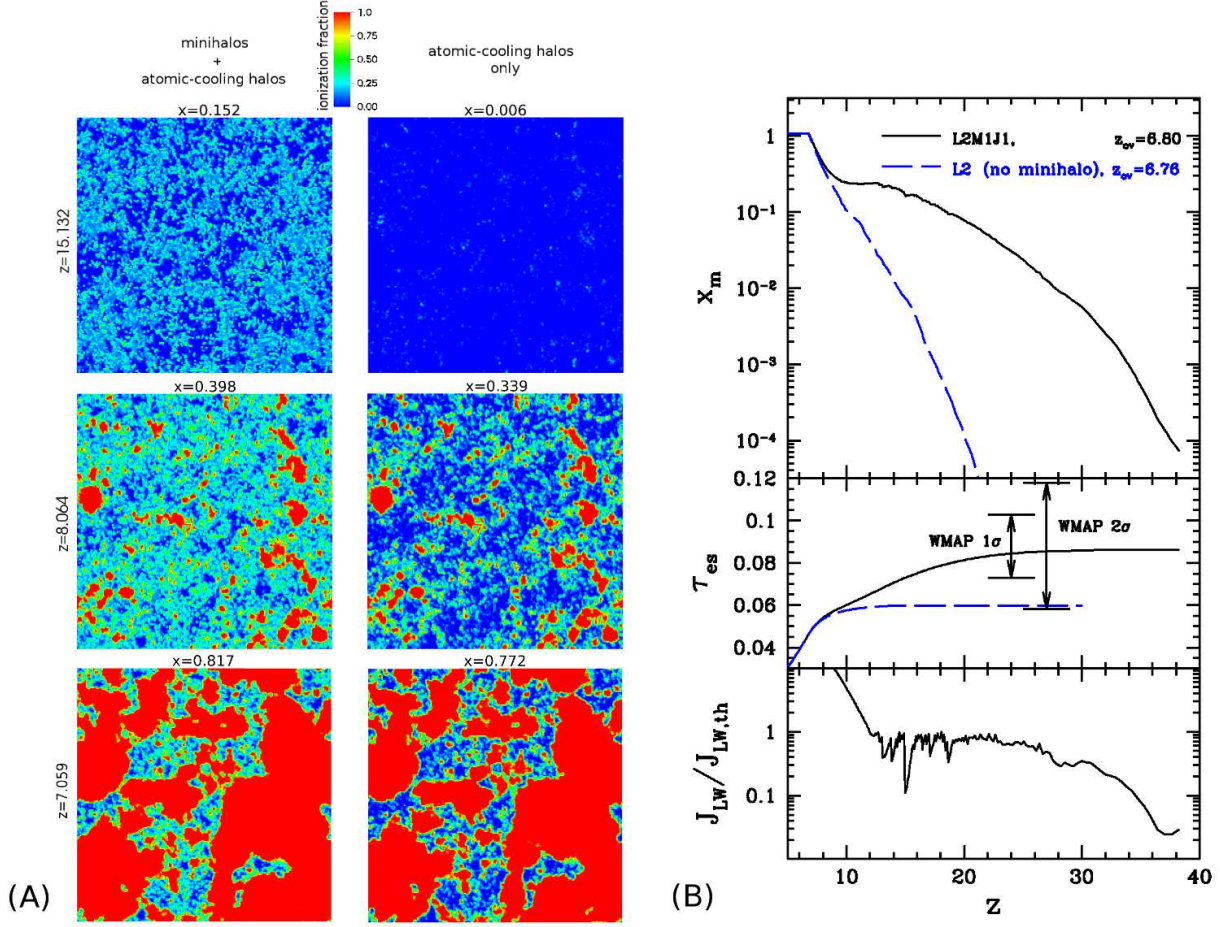 minihalos
+
atomic-cooling halos
ionization fraction
1.0
0.75
0.50
0.25
0.00
atomic-cooling halos
only
x=0.152
x=0.006
z=15.132
x=0.398
x=0.339
z=8.064
x=0.817
x=0.772
z=7.059
(A)
L2M1J1, z_ov=6.80
L2 (no minihalo), z_ov=6.76
x_m
1
10^-1
10^-2
10^-3
10^-4
0.12
0.1
0.08
0.06
0.04
τ_es
WMAP 1σ
WMAP 2σ
J_LW/J_LW,th
1
0.1
10
20
30
40
z
(B)